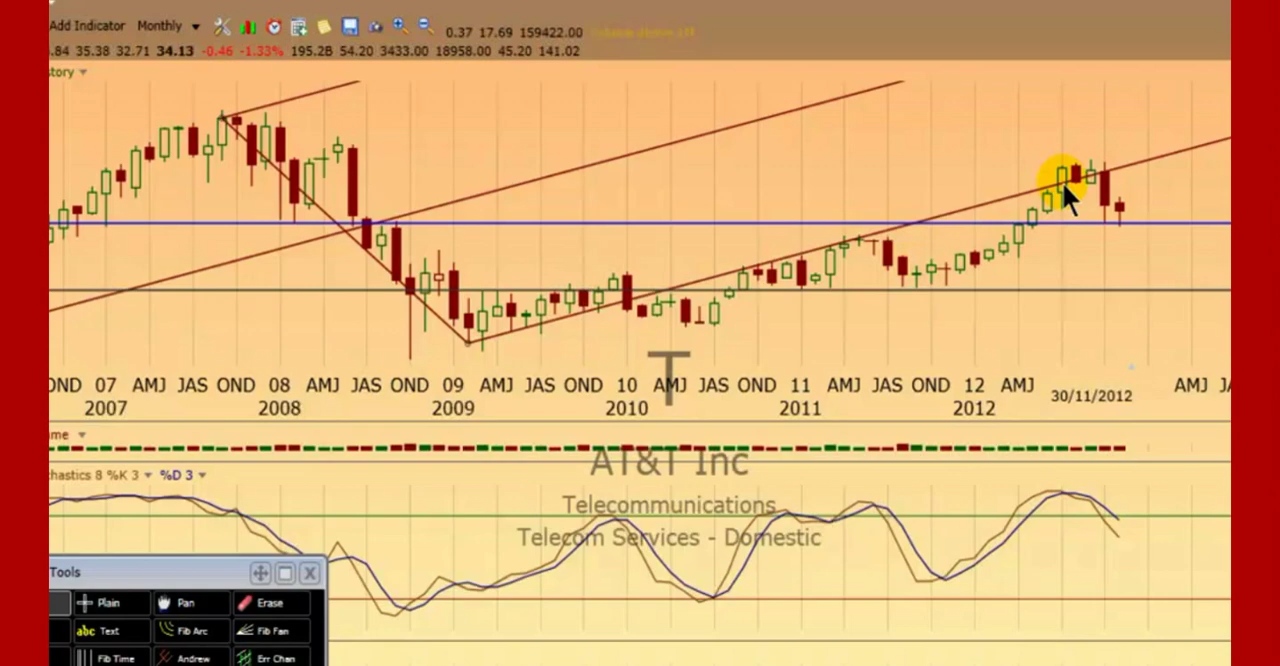 Add Indicator Monthly
0.37 17.69 159422.00
.84 35.38 32.71 34.13 -0.46 -1.33% 195.28 54.20 3433.00 18958.00 45.20 141.02
story
OND 07 AMJ JAS OND 08 AMJ JAS OND 09 AMJ JAS OND 10 AMJ JAS OND 11 AMJ JAS OND 12 AMJ 30/11/2012 AMJ JA
2007 2008 2009 2010 2011 2012
T
me
AT&T Inc
hastics 8 %K 3 %D 3
Telecommunications
Telecom Services - Domestic
Tools
Plain Pan Erase
abc Text Fib Arc Fib Fan
Fib Time Andrew Err Chan